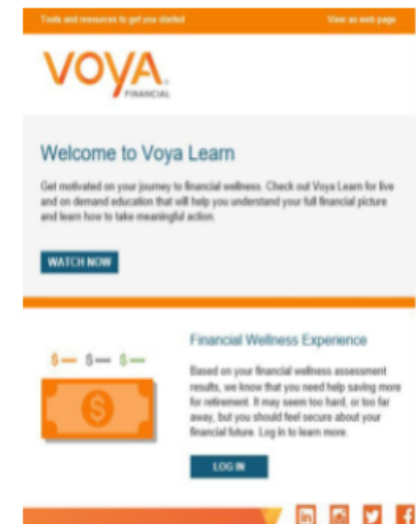 Tools and resources to get you started
View as web page
VOYA
FINANCIAL
Welcome to Voya Learn
Get motivated on your journey to financial wellness. Check out Voya Learn for live
and on demand education that will help you understand your full financial picture
and learn how to take meaningful action.
WATCH NOW
Financial Wellness Experience
$ $ $
Based on your financial wellness assessment
results, we know that you need help saving more
for retirement. It may seem too hard, or too far
away, but you should feel secure about your
financial future. Log in to learn more.
$
LOG IN
in f